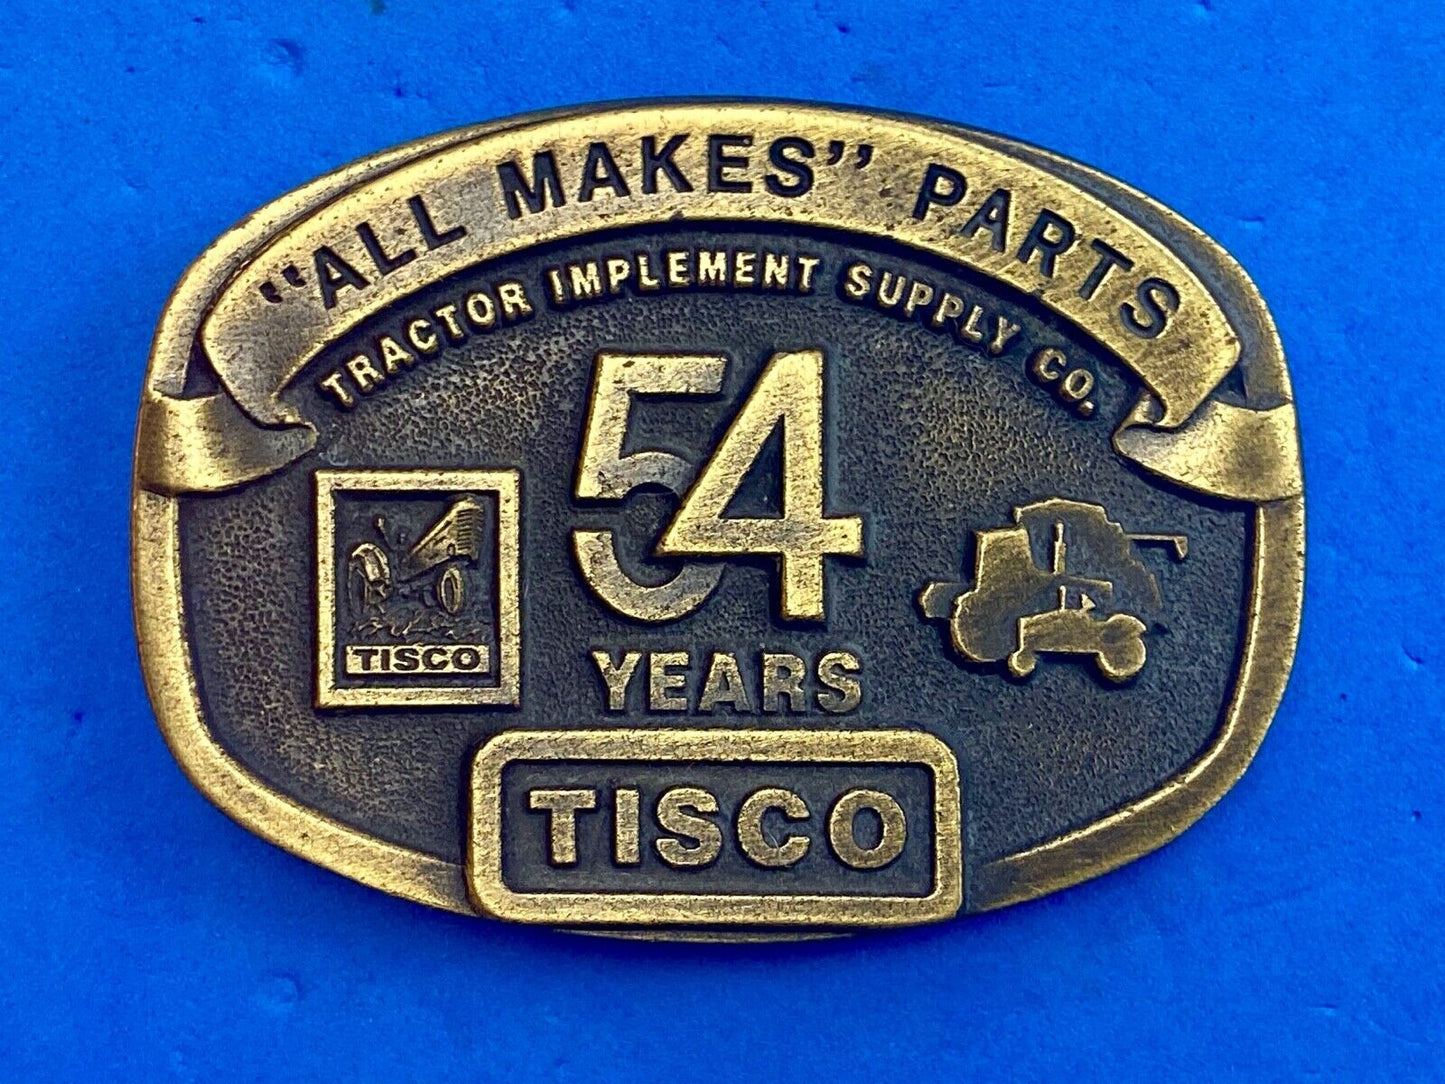 "ALL MAKES" PARTS
TRACTOR IMPLEMENT SUPPLY CO.
54
YEARS
TISCO
TISCO